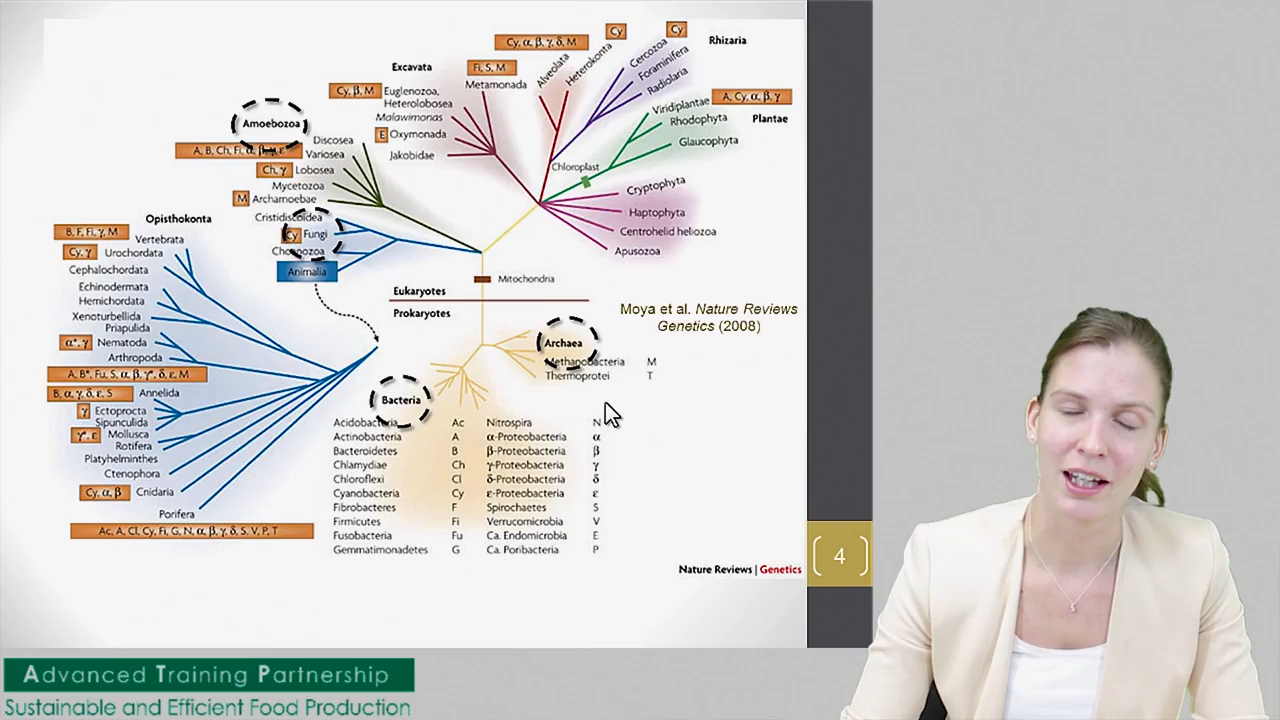 Cy
Cy
Rhizaria
Cy, α, β, γ, δ, M
Cercozoa
Foraminifera
Radiolaria
Heterokonta
Alveolata
Excavata
Fi, S, M
Metamonada
Cy, β, M
Euglenozoa,
Heterolobosea
Malawimonas
E
Oxymonada
Jakobidae
A, Cy, α, β, γ
Viridiplantae
Plantae
Rhodophyta
Glaucophyta
Chloroplast
Cryptophyta
Haptophyta
Centrohelid heliozoa
Apusozoa
Amoebozoa
Discosea
A, B, Ch, Fi, α, β, γ, ε
Variosea
Ch, γ
Lobosea
Mycetozoa
M
Archamoebae
Opisthokonta
Cristidiscoidea
Cy
Fungi
Animalia
Mitochondria
Eukaryotes
Prokaryotes
B, F, Fi, γ, M
Vertebrata
Cy, γ
Urochordata
Cephalochordata
Echinodermata
Hemichordata
Xenoturbellida
Priapulida
α*, γ
Nematoda
Arthropoda
A, B*, Fu, S, α, β, γ*, δ, ε, M
B, α, γ, δ, ε, S
Annelida
γ
Ectoprocta
Sipunculida
γ*, ε
Mollusca
Rotifera
Platyhelminthes
Ctenophora
Cy, α, β
Cnidaria
Porifera
Ac, A, Cl, Cy, Fi, G, N, α, β, γ, δ, S, V, P, T
Moya et al. Nature Reviews
Genetics (2008)
Archaea
Methanobacteria M
Thermoprotei T
Bacteria
Acidobacteria Ac Nitrospira N
Actinobacteria A α-Proteobacteria α
Bacteroidetes B β-Proteobacteria β
Chlamydiae Ch γ-Proteobacteria γ
Chloroflexi Cl δ-Proteobacteria δ
Cyanobacteria Cy ε-Proteobacteria ε
Fibrobacteres F Spirochaetes S
Firmicutes Fi Verrucomicrobia V
Fusobacteria Fu Ca. Endomicrobia E
Gemmatimonadetes G Ca. Poribacteria P
Nature Reviews | Genetics
4
Advanced Training Partnership
Sustainable and Efficient Food Production